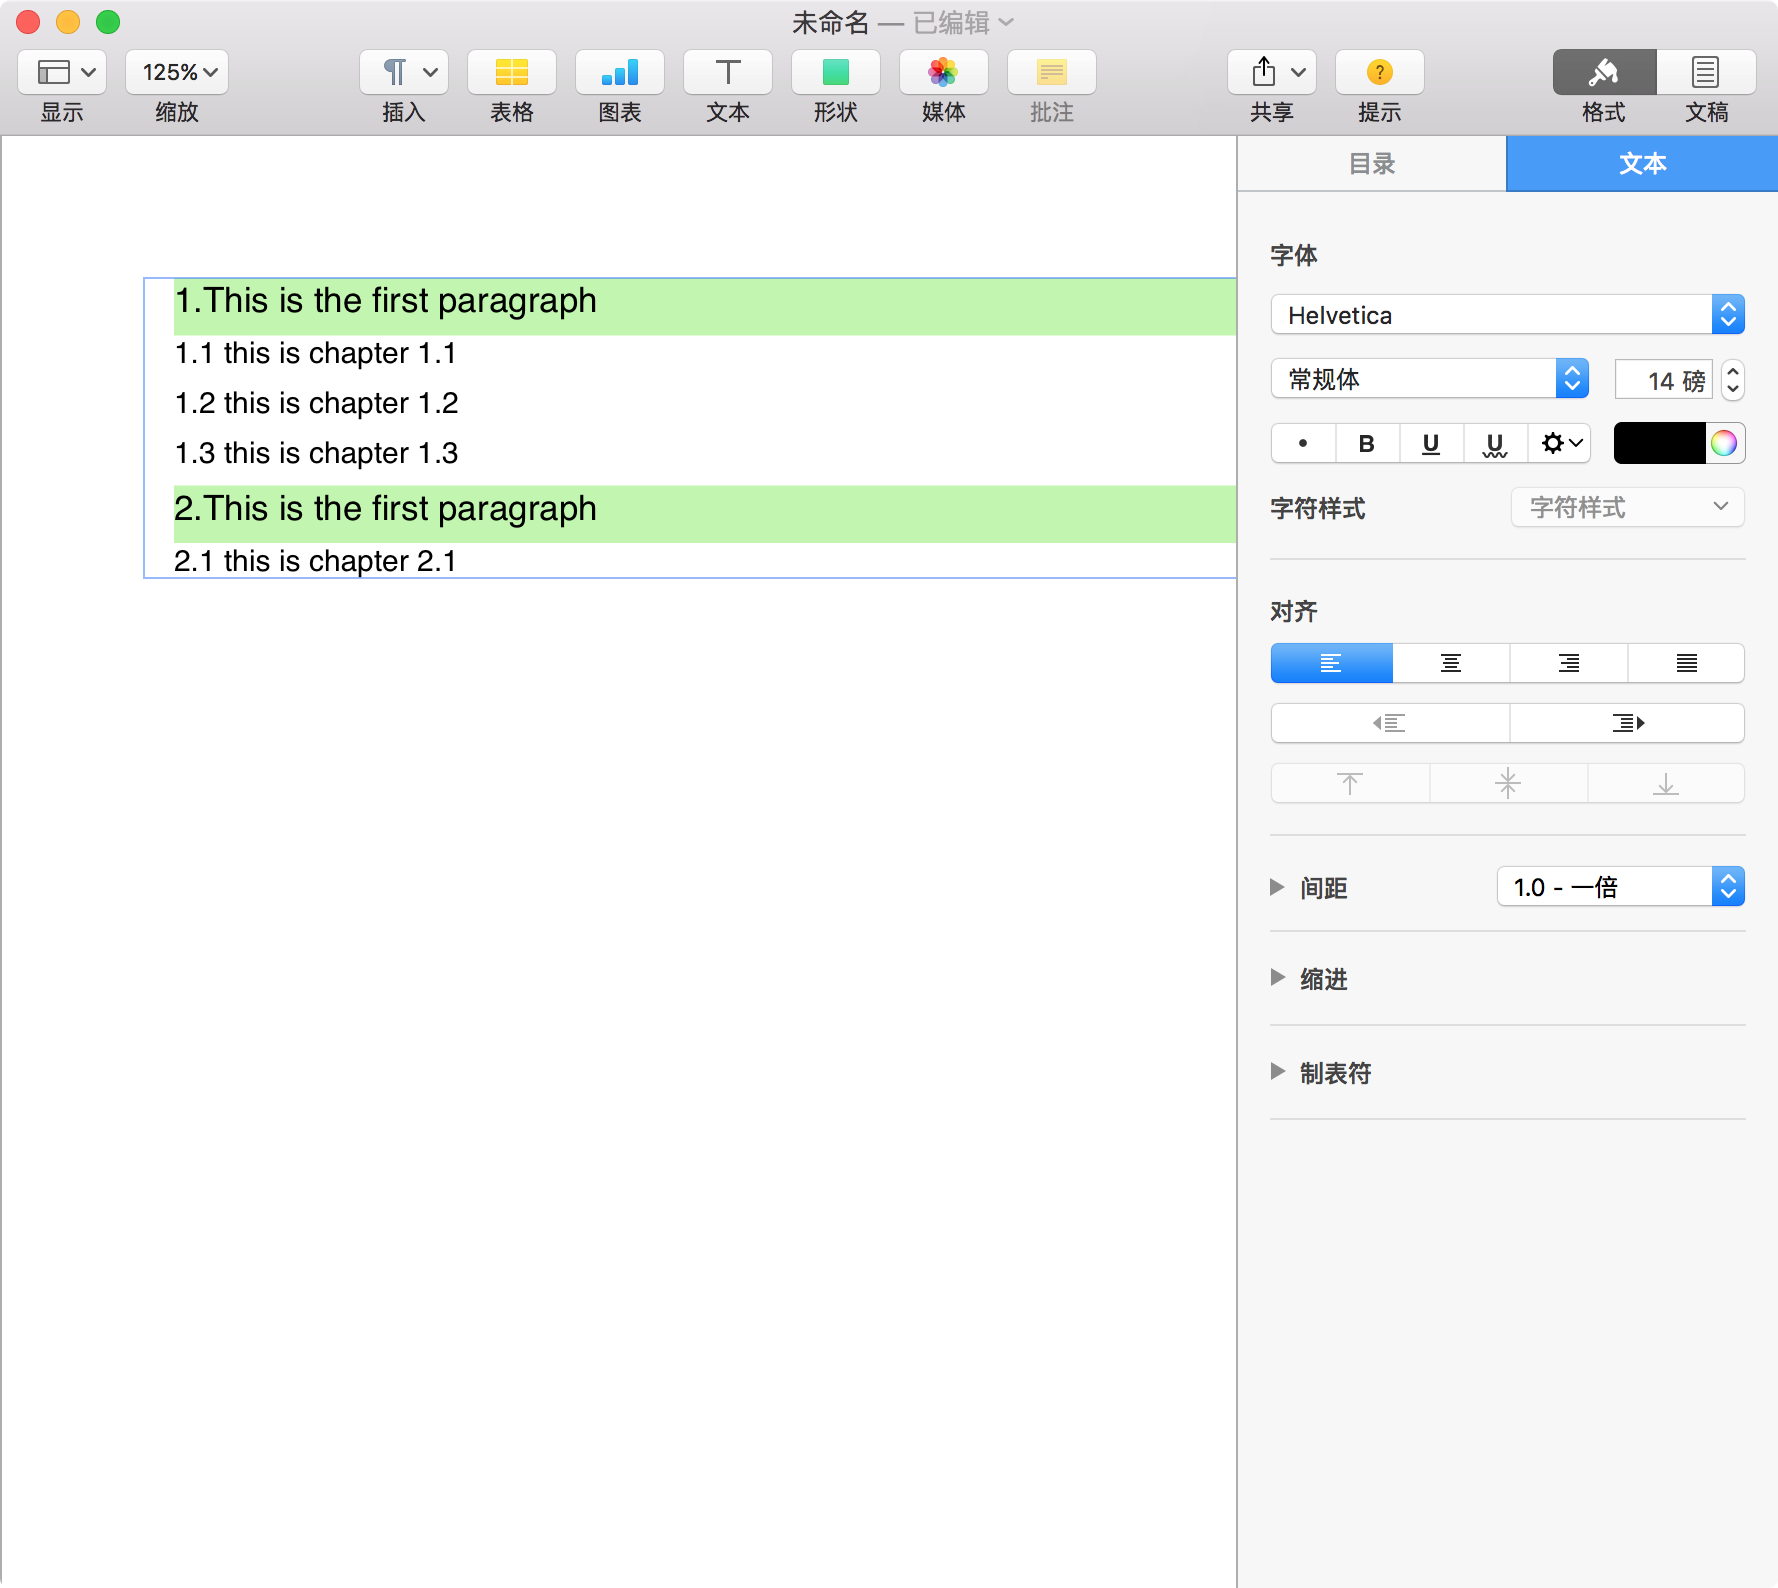 未命名 — 已编辑
125%
显示
缩放
插入
表格
图表
文本
形状
媒体
批注
共享
提示
格式
文稿
目录
文本
1.This is the first paragraph
1.1 this is chapter 1.1
1.2 this is chapter 1.2
1.3 this is chapter 1.3
2.This is the first paragraph
2.1 this is chapter 2.1
字体
Helvetica
常规体
14 磅
B U U
字符样式
字符样式
对齐
间距
1.0 - 一倍
缩进
制表符